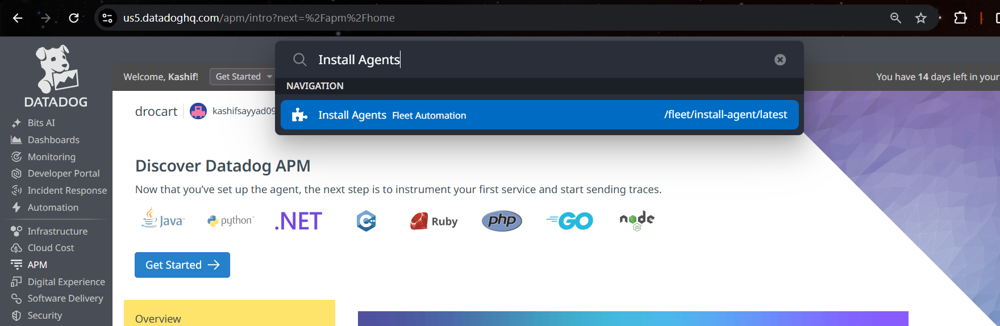 us5.datadoghq.com/apm/intro?next=%2Fapm%2Fhome
Install Agents
NAVIGATION
Install Agents Fleet Automation /fleet/install-agent/latest
DATADOG
Bits AI
Dashboards
Monitoring
Developer Portal
Incident Response
Automation
Infrastructure
Cloud Cost
APM
Digital Experience
Software Delivery
Security
Welcome, Kashif! Get Started
You have 14 days left in your
drocart kashifsayyad09
Discover Datadog APM
Now that you’ve set up the agent, the next step is to instrument your first service and start sending traces.
Java python .NET C++ Ruby php GO node JS
Get Started →
Overview